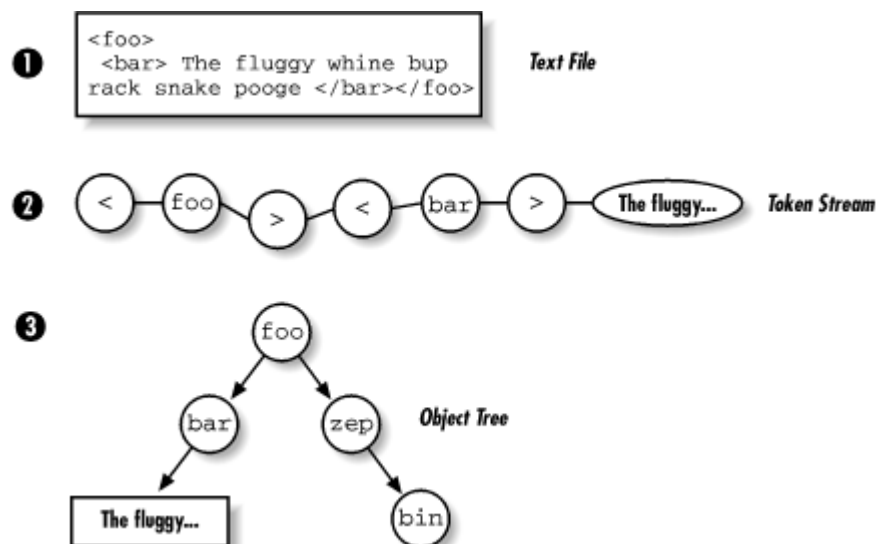 1
<foo>
<bar> The fluggy whine bup
rack snake pooge </bar></foo>
Text File
2
<
foo
>
<
bar
>
The fluggy...
Token Stream
3
foo
bar
zep
Object Tree
The fluggy...
bin